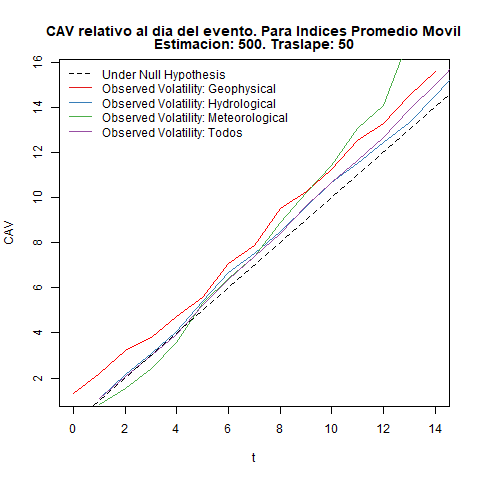 CAV relativo al dia del evento. Para Indices Promedio Movil
Estimacion: 500. Traslape: 50
Under Null Hypothesis
Observed Volatility: Geophysical
Observed Volatility: Hydrological
Observed Volatility: Meteorological
Observed Volatility: Todos
CAV
16
14
12
10
8
6
4
2
0 2 4 6 8 10 12 14
t